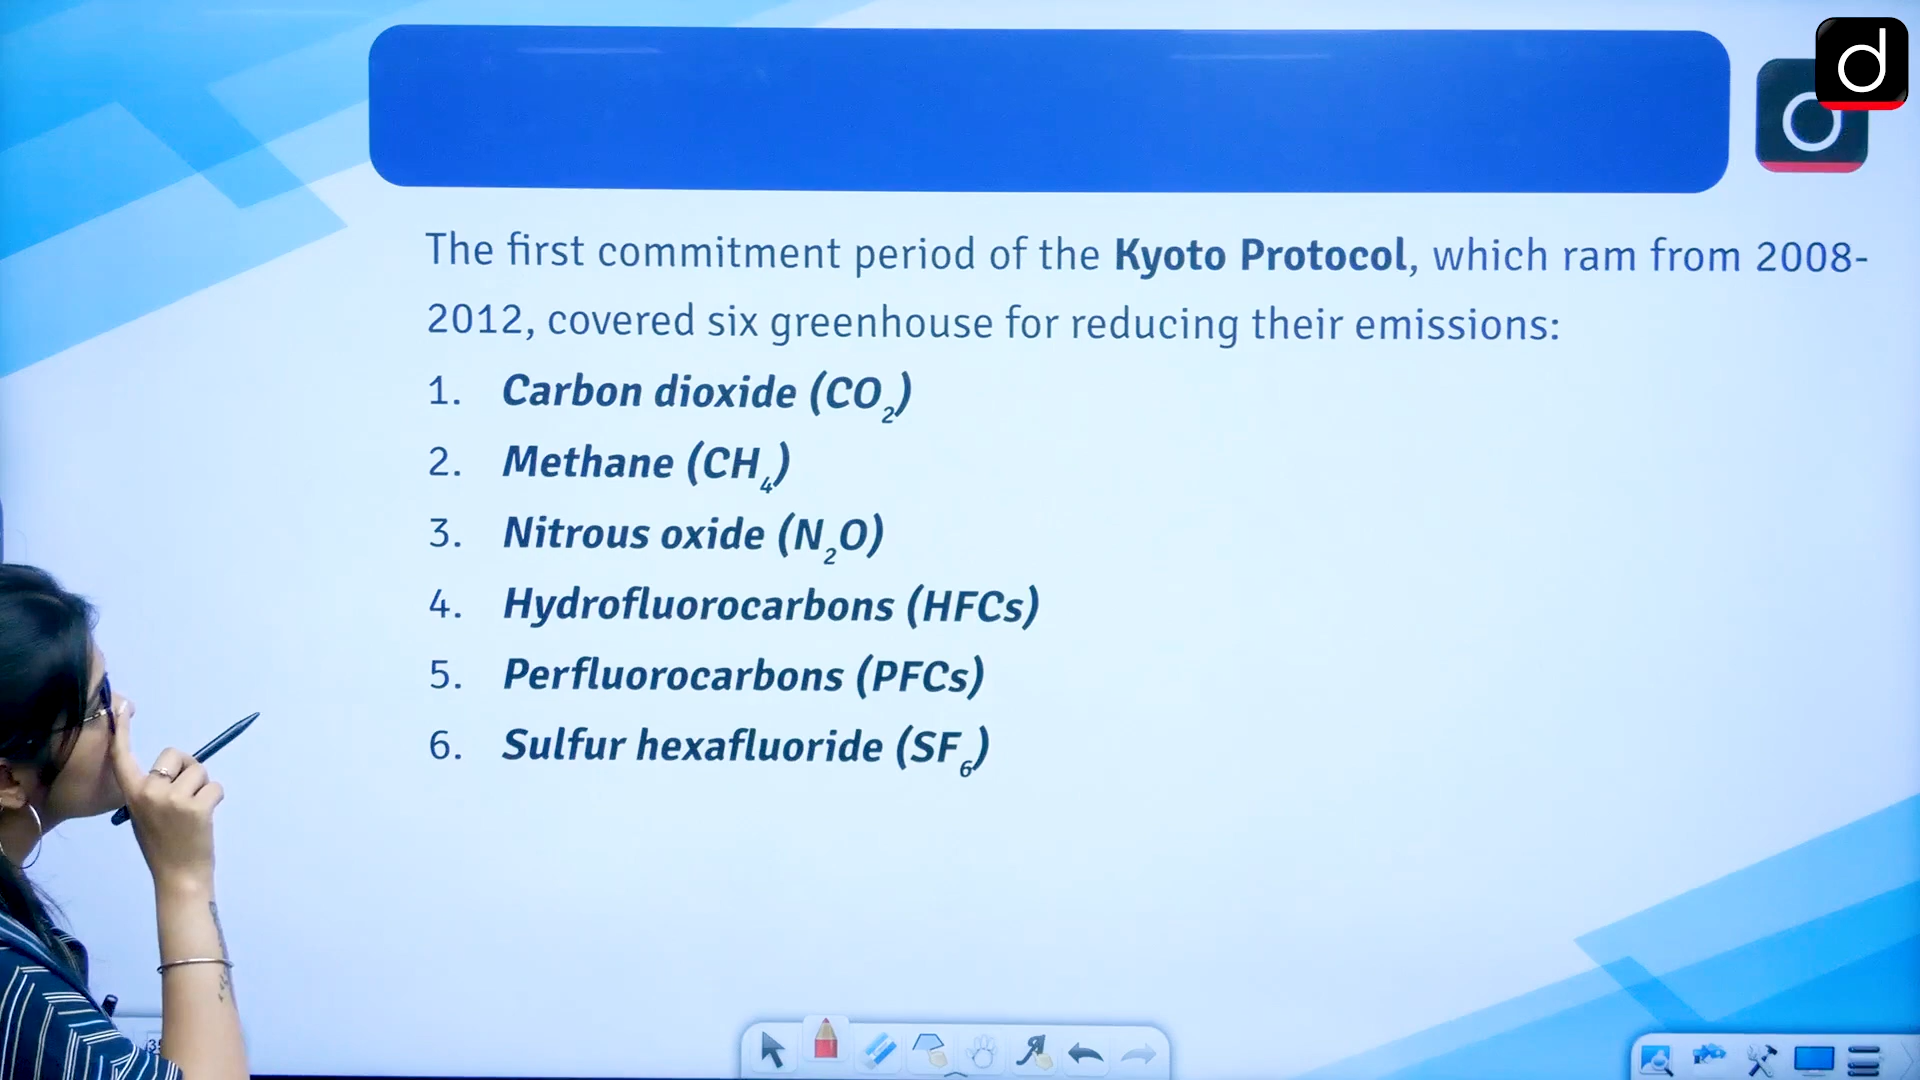 d
The first commitment period of the Kyoto Protocol, which ram from 2008-
2012, covered six greenhouse for reducing their emissions:
1. Carbon dioxide (CO₂)
2. Methane (CH₄)
3. Nitrous oxide (N₂O)
4. Hydrofluorocarbons (HFCs)
5. Perfluorocarbons (PFCs)
6. Sulfur hexafluoride (SF₆)